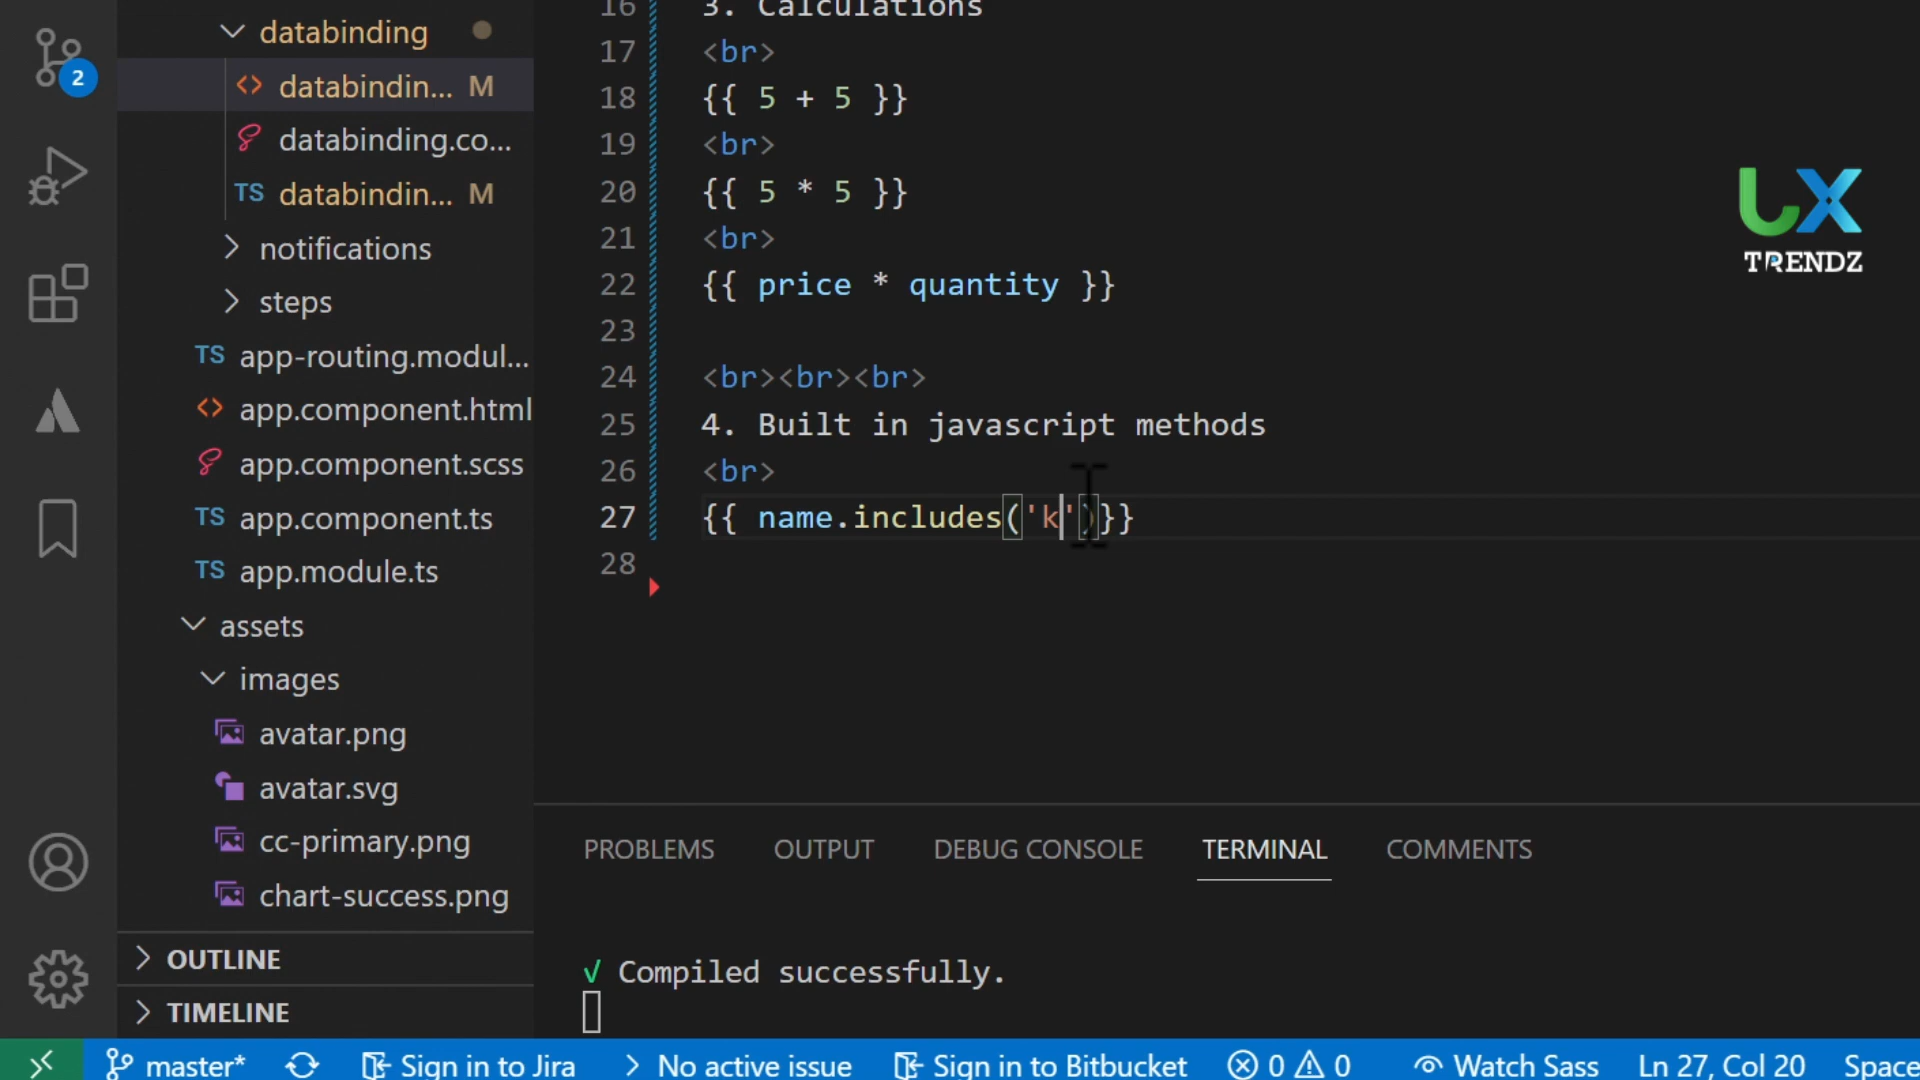 databinding
2
databindin... M
databinding.co...
TS databindin... M
notifications
steps
TS app-routing.modul...
app.component.html
app.component.scss
TS app.component.ts
TS app.module.ts
assets
images
avatar.png
avatar.svg
cc-primary.png
chart-success.png
OUTLINE
TIMELINE
16 3. Calculations
17 <br>
18 {{ 5 + 5 }}
19 <br>
20 {{ 5 * 5 }}
21 <br>
22 {{ price * quantity }}
23
24 <br><br><br>
25 4. Built in javascript methods
26 <br>
27 {{ name.includes('k')}}
28
UX
TRENDZ
PROBLEMS OUTPUT DEBUG CONSOLE TERMINAL COMMENTS
√ Compiled successfully.
master* Sign in to Jira No active issue Sign in to Bitbucket 0 0 Watch Sass Ln 27, Col 20 Space